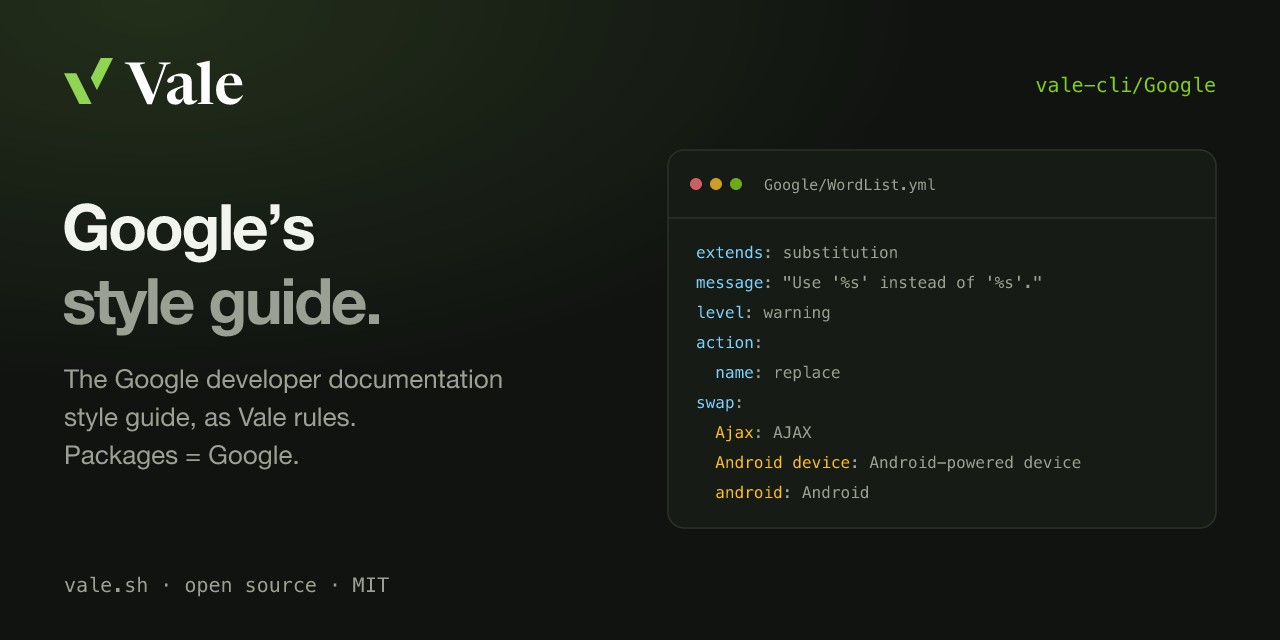 Vale
vale-cli/Google
Google’s
style guide.
The Google developer documentation
style guide, as Vale rules.
Packages = Google.
Google/WordList.yml
extends: substitution
message: "Use '%s' instead of '%s'."
level: warning
action:
  name: replace
swap:
  Ajax: AJAX
  Android device: Android-powered device
  android: Android
vale.sh · open source · MIT